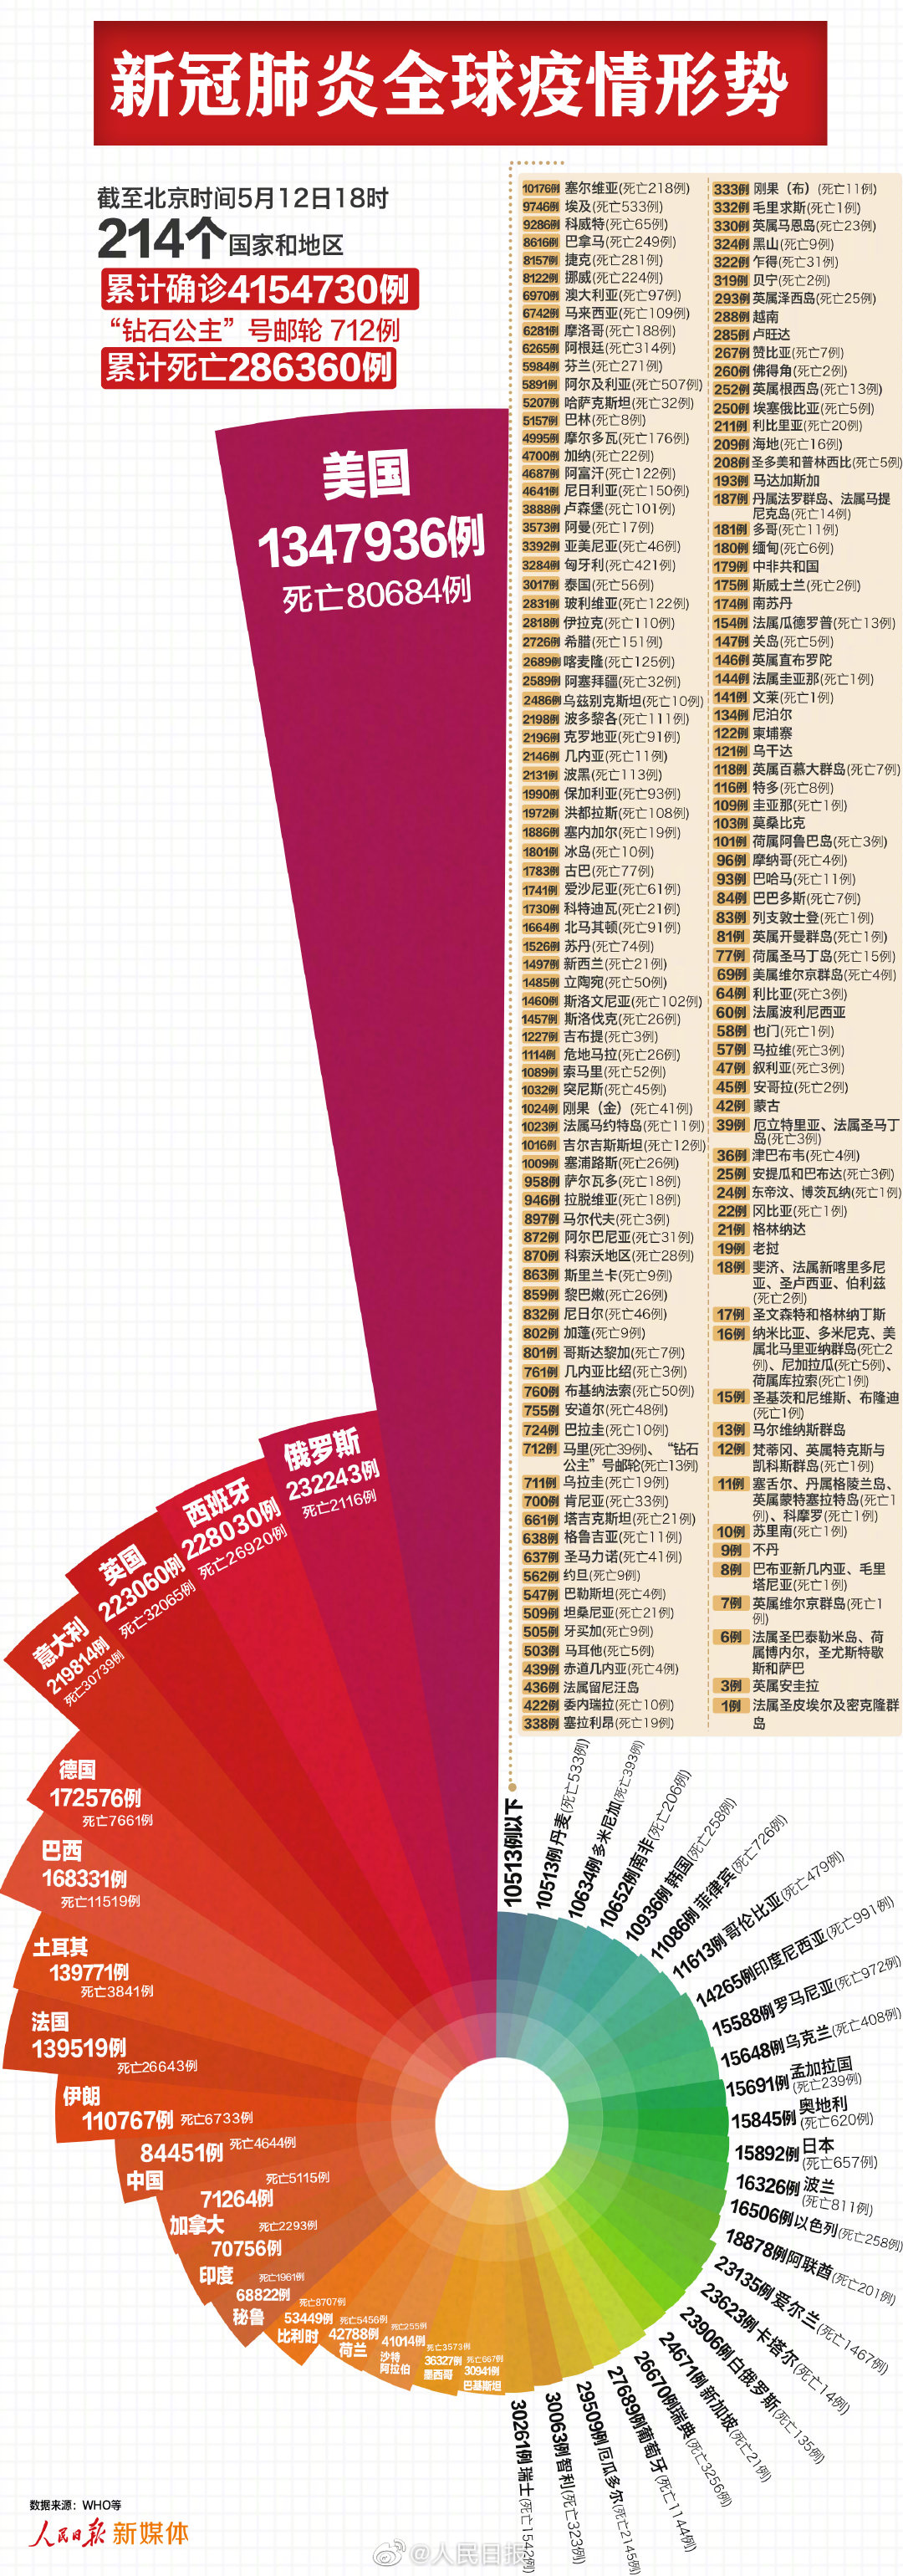 新冠肺炎全球疫情形势
截至北京时间5月12日18时
214个国家和地区
累计确诊4154730例
“钻石公主”号邮轮 712例
累计死亡286360例
美国
1347936例
死亡80684例
俄罗斯
232243例
死亡2116例
西班牙
228030例
死亡26920例
英国
223060例
死亡32065例
意大利
219814例
死亡30739例
德国
172576例
死亡7661例
巴西
168331例
死亡11519例
土耳其
139771例
死亡3841例
法国
139519例
死亡26643例
伊朗
110767例 死亡6733例
84451例 死亡4644例
中国
死亡5115例
71264例
加拿大
死亡2293例
70756例
印度
死亡1961例
68822例
秘鲁
死亡8707例
53449例
比利时
死亡5456例
42788例
荷兰
死亡255例
41014例
沙特
阿拉伯
死亡3573例
36327例
墨西哥
死亡667例
30941例
巴基斯坦
30261例 瑞士(死亡1542例)
30063例 智利(死亡323例)
29509例 厄瓜多尔(死亡2145例)
27689例葡萄牙(死亡1144例)
26670例瑞典(死亡3256例)
24671例 新加坡(死亡21例)
23906例白俄罗斯(死亡135例)
23623例 卡塔尔(死亡14例)
23135例 爱尔兰(死亡1467例)
18878例阿联酋(死亡201例)
16506例以色列(死亡258例)
16326例 波兰
(死亡811例)
15892例 日本
(死亡657例)
15845例 奥地利
(死亡620例)
15691例 孟加拉国
(死亡239例)
15648例 乌克兰(死亡408例)
15588例罗马尼亚(死亡972例)
14265例印度尼西亚(死亡991例)
11613例 哥伦比亚(死亡479例)
11086例 菲律宾(死亡726例)
10936例 韩国(死亡258例)
10652例南非(死亡206例)
10634例 多米尼加(死亡393例)
10513例 丹麦(死亡533例)
10513例以下
10176例 塞尔维亚(死亡218例)
9746例 埃及(死亡533例)
9286例 科威特(死亡65例)
8616例 巴拿马(死亡249例)
8157例 捷克(死亡281例)
8122例 挪威(死亡224例)
6970例 澳大利亚(死亡97例)
6742例 马来西亚(死亡109例)
6281例 摩洛哥(死亡188例)
6265例 阿根廷(死亡314例)
5984例 芬兰(死亡271例)
5891例 阿尔及利亚(死亡507例)
5207例 哈萨克斯坦(死亡32例)
5157例 巴林(死亡8例)
4995例 摩尔多瓦(死亡176例)
4700例 加纳(死亡22例)
4687例 阿富汗(死亡122例)
4641例 尼日利亚(死亡150例)
3888例 卢森堡(死亡101例)
3573例 阿曼(死亡17例)
3392例 亚美尼亚(死亡46例)
3284例 匈牙利(死亡421例)
3017例 泰国(死亡56例)
2831例 玻利维亚(死亡122例)
2818例 伊拉克(死亡110例)
2726例 希腊(死亡151例)
2689例 喀麦隆(死亡125例)
2589例 阿塞拜疆(死亡32例)
2486例 乌兹别克斯坦(死亡10例)
2198例 波多黎各(死亡111例)
2196例 克罗地亚(死亡91例)
2146例 几内亚(死亡11例)
2131例 波黑(死亡113例)
1990例 保加利亚(死亡93例)
1972例 洪都拉斯(死亡108例)
1886例 塞内加尔(死亡19例)
1801例 冰岛(死亡10例)
1783例 古巴(死亡77例)
1741例 爱沙尼亚(死亡61例)
1730例 科特迪瓦(死亡21例)
1664例 北马其顿(死亡91例)
1526例 苏丹(死亡74例)
1497例 新西兰(死亡21例)
1485例 立陶宛(死亡50例)
1460例 斯洛文尼亚(死亡102例)
1457例 斯洛伐克(死亡26例)
1227例 吉布提(死亡3例)
1114例 危地马拉(死亡26例)
1089例 索马里(死亡52例)
1032例 突尼斯(死亡45例)
1024例 刚果（金）(死亡41例)
1023例 法属马约特岛(死亡11例)
1016例 吉尔吉斯斯坦(死亡12例)
1009例 塞浦路斯(死亡26例)
958例 萨尔瓦多(死亡18例)
946例 拉脱维亚(死亡18例)
897例 马尔代夫(死亡3例)
872例 阿尔巴尼亚(死亡31例)
870例 科索沃地区(死亡28例)
863例 斯里兰卡(死亡9例)
859例 黎巴嫩(死亡26例)
832例 尼日尔(死亡46例)
802例 加蓬(死亡9例)
801例 哥斯达黎加(死亡7例)
761例 几内亚比绍(死亡3例)
760例 布基纳法索(死亡50例)
755例 安道尔(死亡48例)
724例 巴拉圭(死亡10例)
712例 马里(死亡39例)、“钻石
公主”号邮轮(死亡13例)
711例 乌拉圭(死亡19例)
700例 肯尼亚(死亡33例)
661例 塔吉克斯坦(死亡21例)
638例 格鲁吉亚(死亡11例)
637例 圣马力诺(死亡41例)
562例 约旦(死亡9例)
547例 巴勒斯坦(死亡4例)
509例 坦桑尼亚(死亡21例)
505例 牙买加(死亡9例)
503例 马耳他(死亡5例)
439例 赤道几内亚(死亡4例)
436例 法属留尼汪岛
422例 委内瑞拉(死亡10例)
338例 塞拉利昂(死亡19例)
333例 刚果（布）(死亡11例)
332例 毛里求斯(死亡1例)
330例 英属马恩岛(死亡23例)
324例 黑山(死亡9例)
322例 乍得(死亡31例)
319例 贝宁(死亡2例)
293例 英属泽西岛(死亡25例)
288例 越南
285例 卢旺达
267例 赞比亚(死亡7例)
260例 佛得角(死亡2例)
252例 英属根西岛(死亡13例)
250例 埃塞俄比亚(死亡5例)
211例 利比里亚(死亡20例)
209例 海地(死亡16例)
208例 圣多美和普林西比(死亡5例)
193例 马达加斯加
187例 丹属法罗群岛、法属马提
尼克岛(死亡14例)
181例 多哥(死亡11例)
180例 缅甸(死亡6例)
179例 中非共和国
175例 斯威士兰(死亡2例)
174例 南苏丹
154例 法属瓜德罗普(死亡13例)
147例 关岛(死亡5例)
146例 英属直布罗陀
144例 法属圭亚那(死亡1例)
141例 文莱(死亡1例)
134例 尼泊尔
122例 柬埔寨
121例 乌干达
118例 英属百慕大群岛(死亡7例)
116例 特多(死亡8例)
109例 圭亚那(死亡1例)
103例 莫桑比克
101例 荷属阿鲁巴岛(死亡3例)
96例 摩纳哥(死亡4例)
93例 巴哈马(死亡11例)
84例 巴巴多斯(死亡7例)
83例 列支敦士登(死亡1例)
81例 英属开曼群岛(死亡1例)
77例 荷属圣马丁岛(死亡15例)
69例 美属维尔京群岛(死亡4例)
64例 利比亚(死亡3例)
60例 法属波利尼西亚
58例 也门(死亡1例)
57例 马拉维(死亡3例)
47例 叙利亚(死亡3例)
45例 安哥拉(死亡2例)
42例 蒙古
39例 厄立特里亚、法属圣马丁
岛(死亡3例)
36例 津巴布韦(死亡4例)
25例 安提瓜和巴布达(死亡3例)
24例 东帝汶、博茨瓦纳(死亡1例)
22例 冈比亚(死亡1例)
21例 格林纳达
19例 老挝
18例 斐济、法属新喀里多尼
亚、圣卢西亚、伯利兹
(死亡2例)
17例 圣文森特和格林纳丁斯
16例 纳米比亚、多米尼克、美
属北马里亚纳群岛(死亡2
例)、尼加拉瓜(死亡5例)、
荷属库拉索(死亡1例)
15例 圣基茨和尼维斯、布隆迪
(死亡1例)
13例 马尔维纳斯群岛
12例 梵蒂冈、英属特克斯与
凯科斯群岛(死亡1例)
11例 塞舌尔、丹属格陵兰岛、
英属蒙特塞拉特岛(死亡1
例)、科摩罗(死亡1例)
10例 苏里南(死亡1例)
9例 不丹
8例 巴布亚新几内亚、毛里
塔尼亚(死亡1例)
7例 英属维尔京群岛(死亡1
例)
6例 法属圣巴泰勒米岛、荷
属博内尔，圣尤斯特歇
斯和萨巴
3例 英属安圭拉
1例 法属圣皮埃尔及密克隆群
岛
数据来源：WHO等
人民日报 新媒体
@人民日报